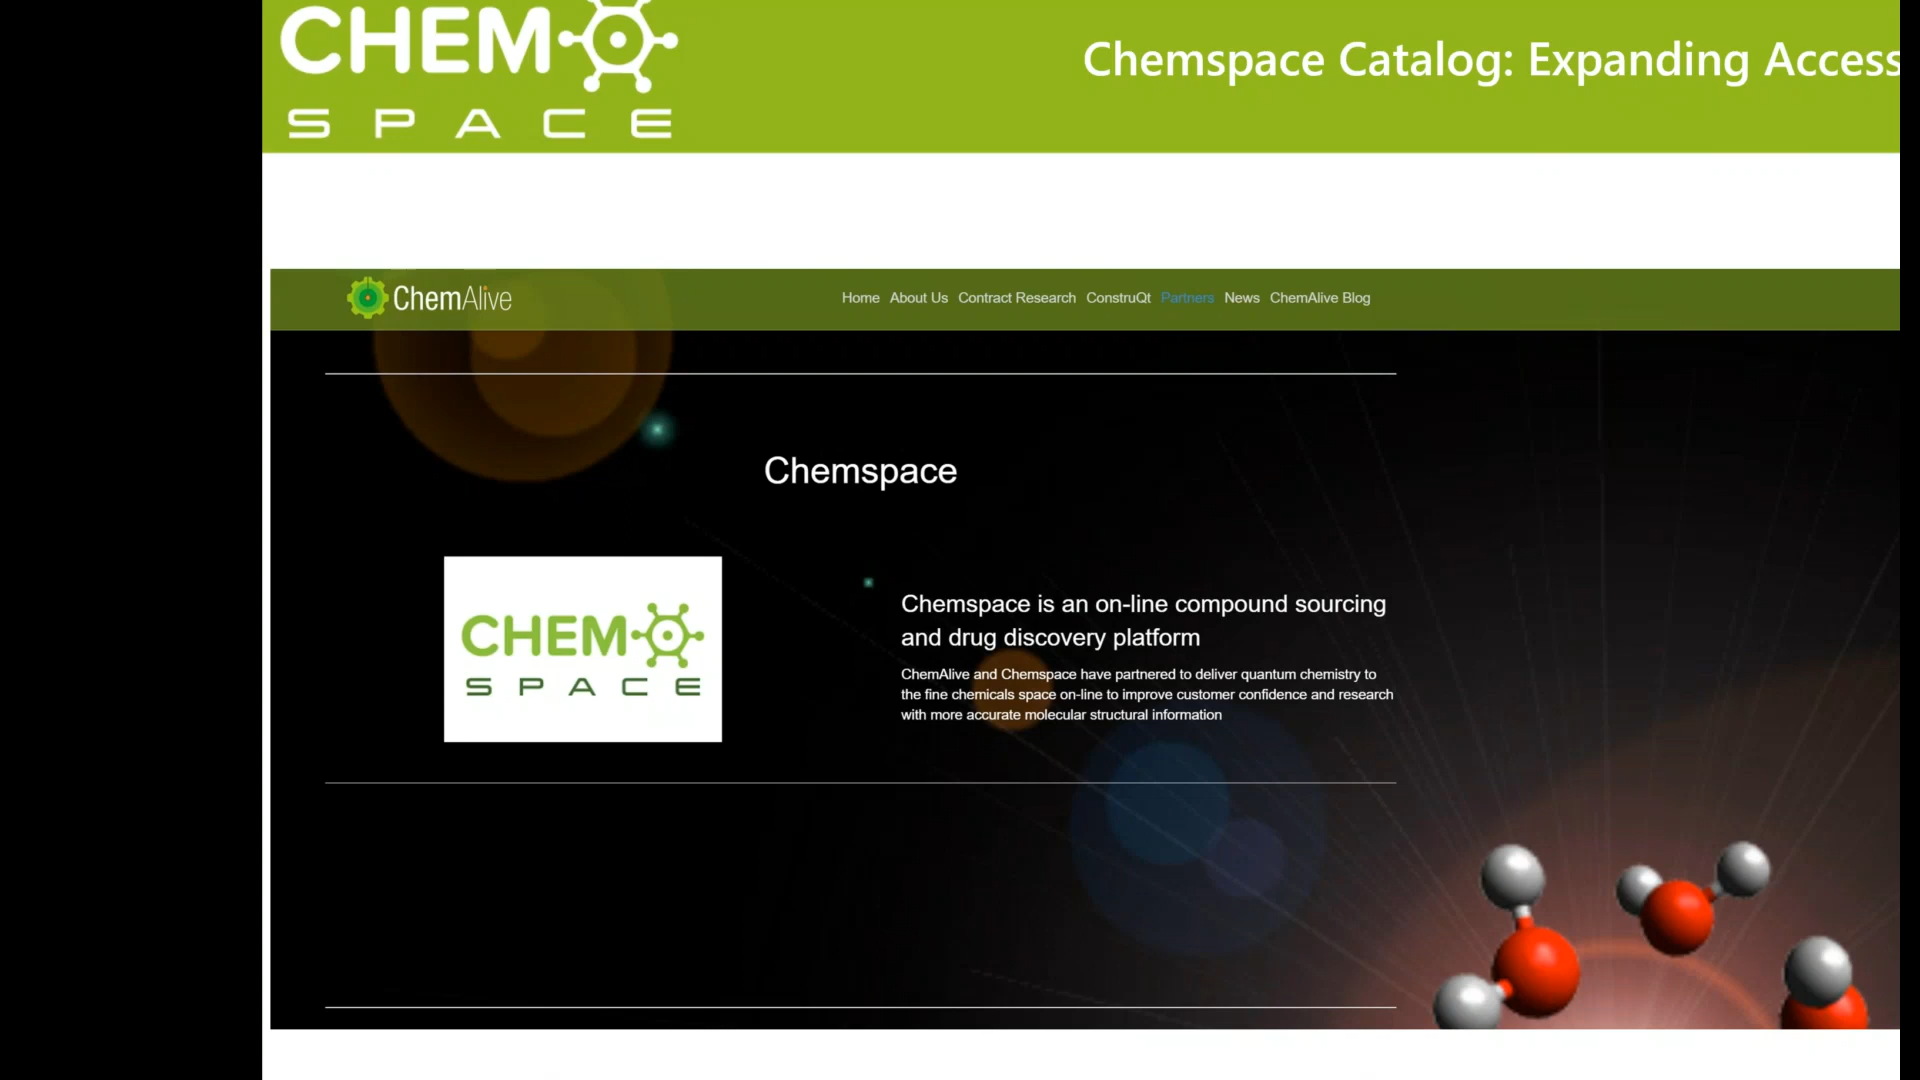 CHEM
SPACE
Chemspace Catalog: Expanding Access
ChemAlive
Home About Us Contract Research ConstruQt Partners News ChemAlive Blog
Chemspace
CHEM
SPACE
Chemspace is an on-line compound sourcing
and drug discovery platform
ChemAlive and Chemspace have partnered to deliver quantum chemistry to
the fine chemicals space on-line to improve customer confidence and research
with more accurate molecular structural information